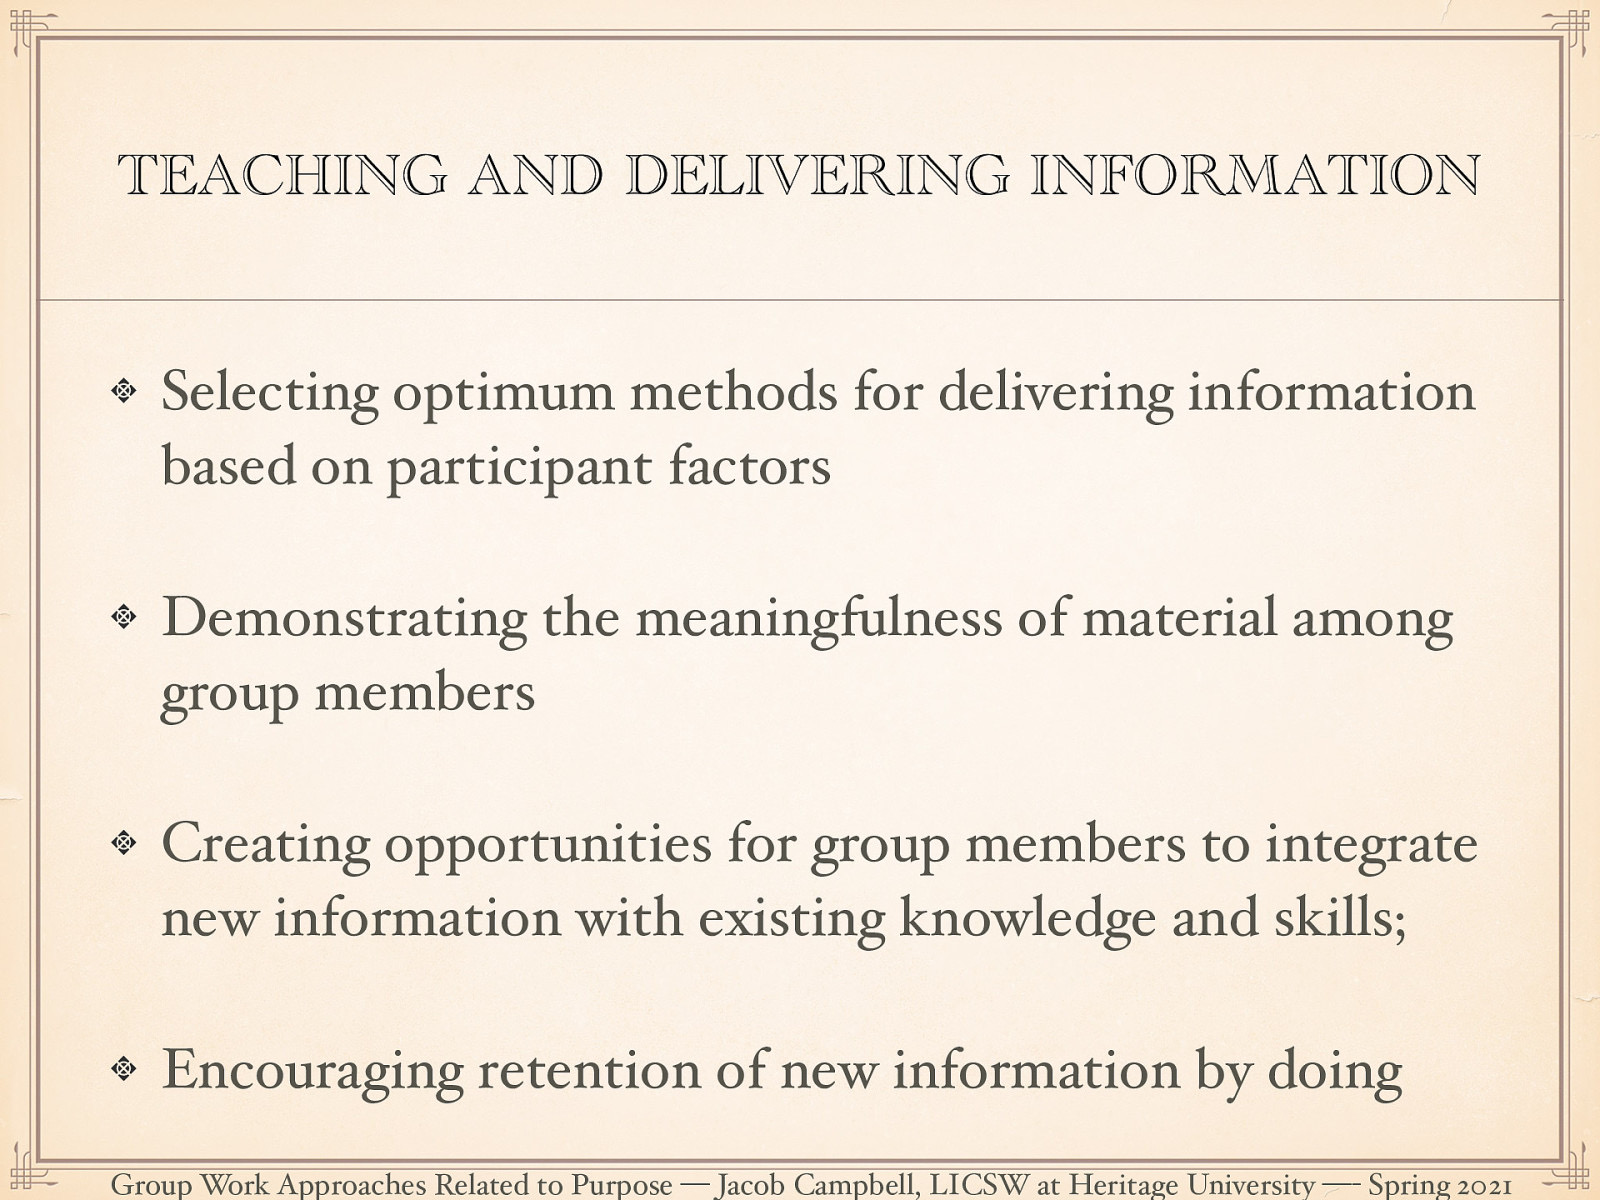 TEACHING AND DELIVERING INFORMATION
Selecting optimum methods for delivering information
based on participant factors
Demonstrating the meaningfulness of material among
group members
Creating opportunities for group members to integrate
new information with existing knowledge and skills;
Encouraging retention of new information by doing
Group Work Approaches Related to Purpose — Jacob Campbell, LICSW at Heritage University —- Spring 2021